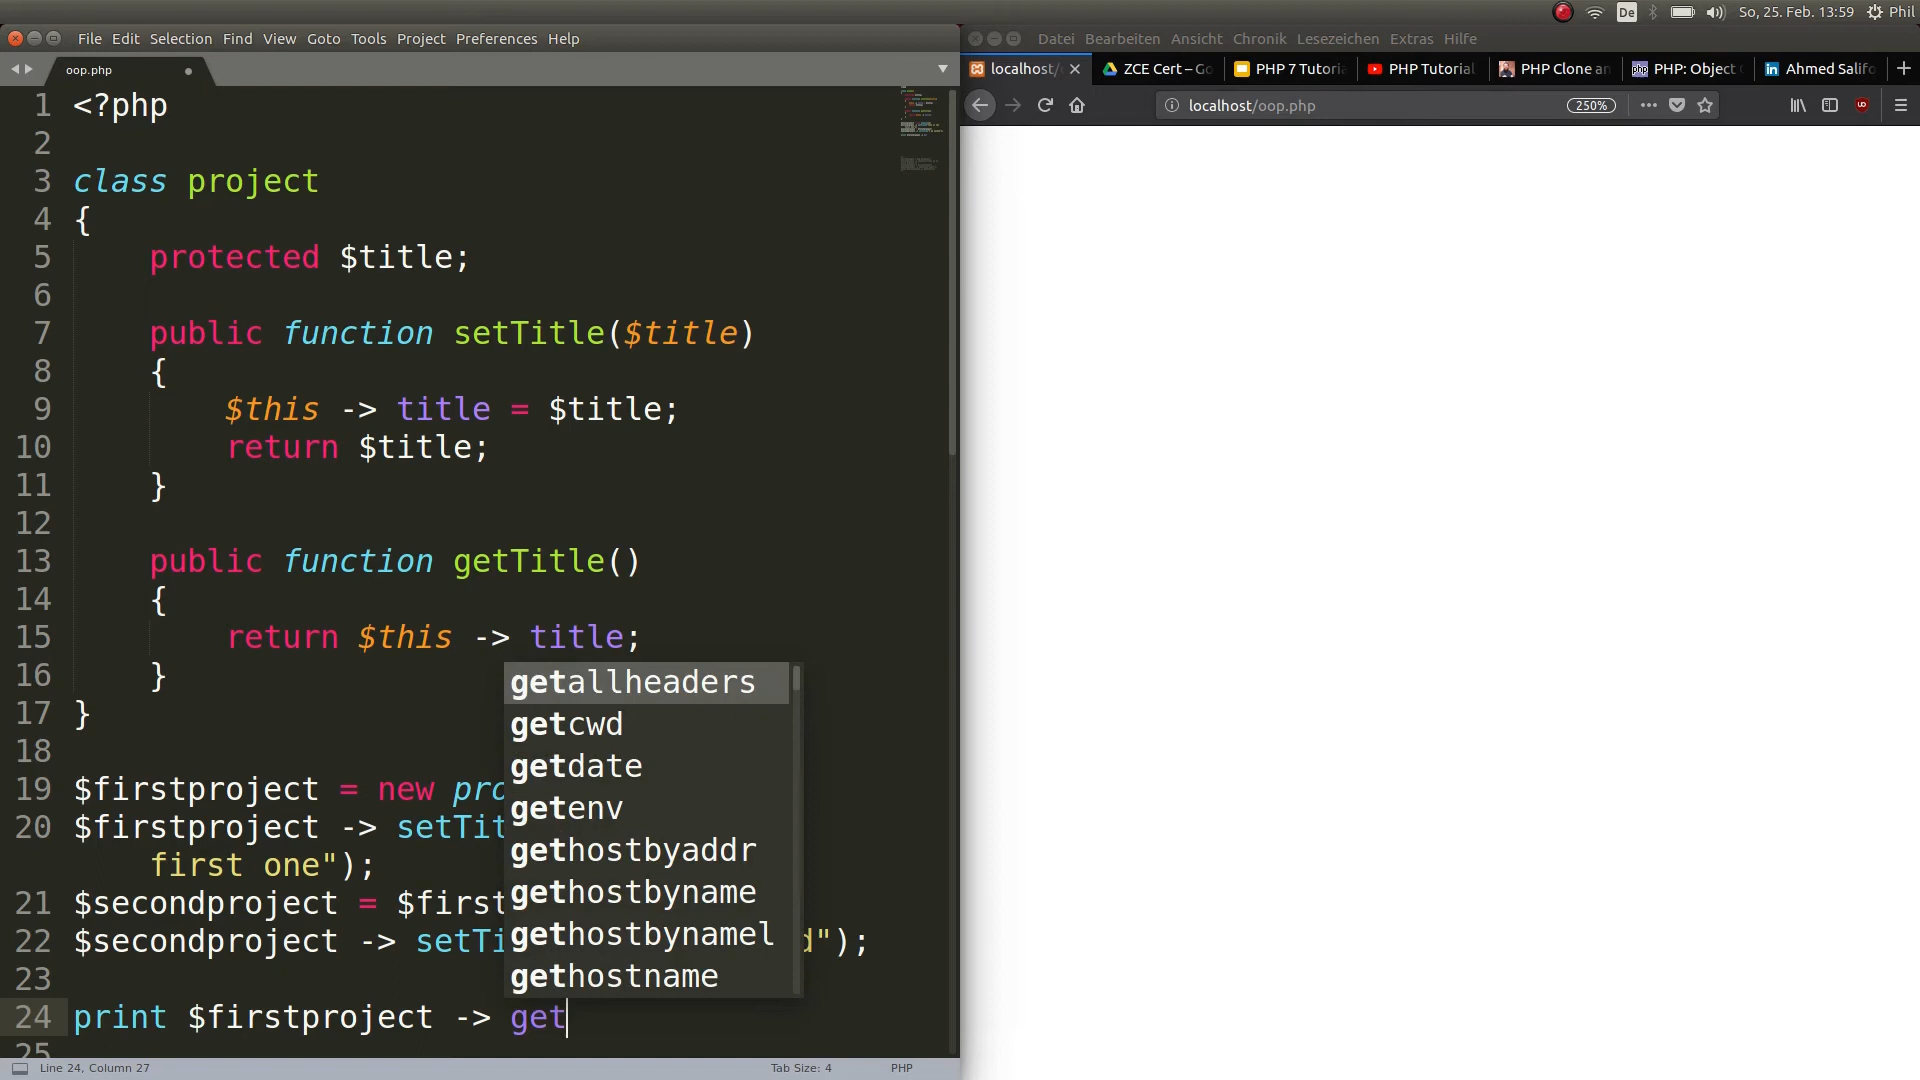 De
So, 25. Feb. 13:59
Phil
File Edit Selection Find View Goto Tools Project Preferences Help
Datei Bearbeiten Ansicht Chronik Lesezeichen Extras Hilfe
oop.php
localhost/
ZCE Cert – Go
PHP 7 Tutori
PHP Tutorial
PHP Clone an
PHP: Object
Ahmed Salifo
localhost/oop.php
250%
1 <?php
2
3 class project
4 {
5 protected $title;
6
7 public function setTitle($title)
8 {
9 $this -> title = $title;
10 return $title;
11 }
12
13 public function getTitle()
14 {
15 return $this -> title;
16 }
17 }
18
19 $firstproject = new pro
20 $firstproject -> setTit
first one");
21 $secondproject = $first
22 $secondproject -> setTi d");
23
24 print $firstproject -> get
25
getallheaders
getcwd
getdate
getenv
gethostbyaddr
gethostbyname
gethostbynamel
gethostname
Line 24, Column 27
Tab Size: 4
PHP